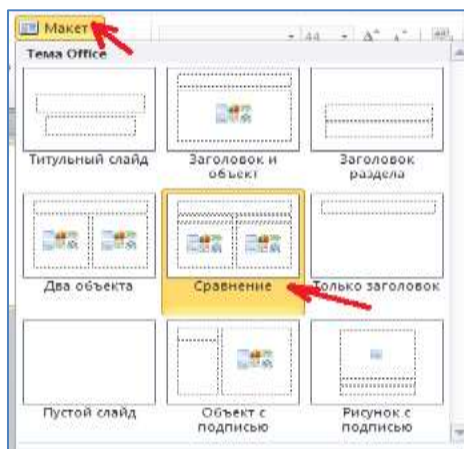 Макет
44
Тема Office
Титульный слайд
Заголовок и объект
Заголовок раздела
Два объекта
Сравнение
Только заголовок
Пустой слайд
Объект с подписью
Рисунок с подписью